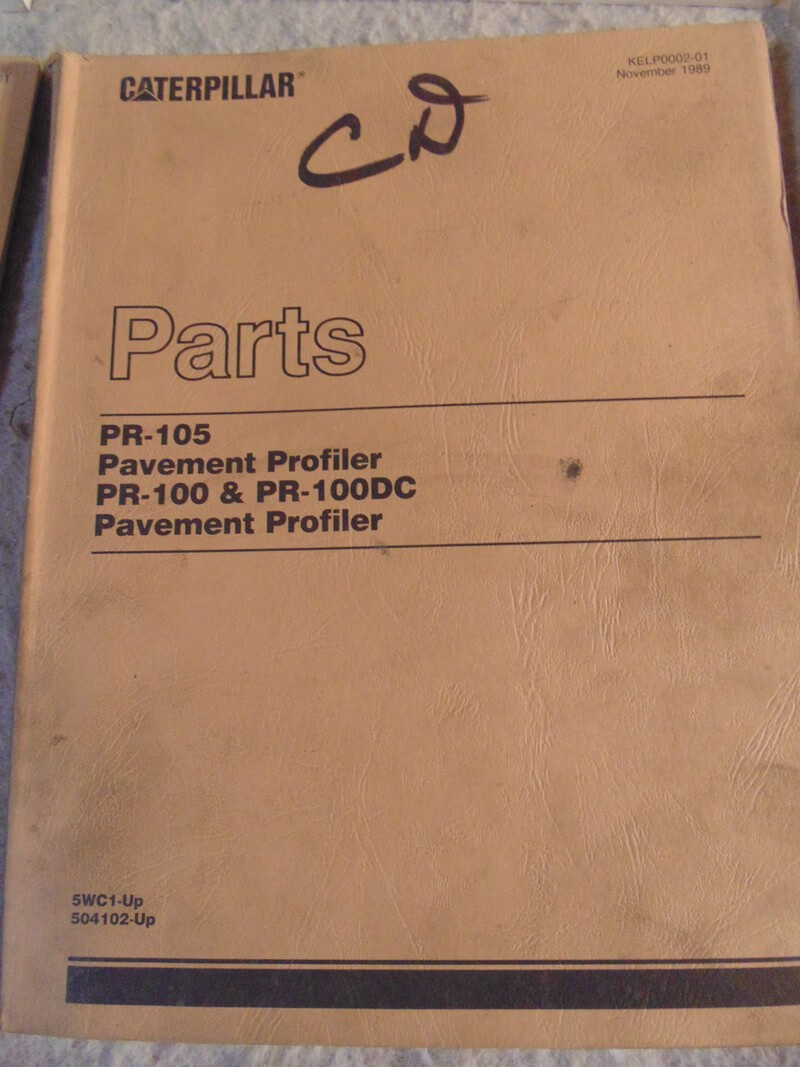 CATERPILLAR®
KELP0002-01
November 1989
CD
Parts
PR-105
Pavement Profiler
PR-100 & PR-100DC
Pavement Profiler
5WC1-Up
504102-Up